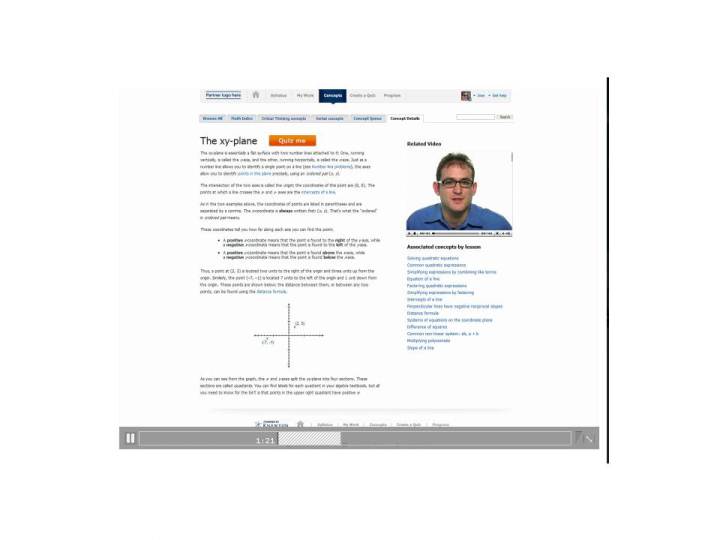 Partner logo here Syllabus My Work Concepts Create a Quiz Progress Jose Get help
Browse All Math Index Critical Thinking concepts Verbal concepts Concept Queue Concept Details Search
The xy-plane Quiz me
The xy-plane is essentially a flat surface with two number lines attached to it: One, running
vertically, is called the y-axis, and the other, running horizontally, is called the x-axis. Just as a
number line allows you to identify a single point on a line (see Number line problems), the axes
allow you to identify points in the plane precisely, using an ordered pair (x, y).
The intersection of the two axes is called the origin; the coordinates of the point are (0, 0). The
points at which a line crosses the x- and y-axes are the intercepts of a line.
As in the two examples above, the coordinates of points are listed in parentheses and are
separated by a comma. The x-coordinate is always written first: (x, y). That's what the "ordered"
in ordered pair means.
These coordinates tell you how far along each axis you can find the point.
• A positive x-coordinate means that the point is found to the right of the y-axis, while
a negative x-coordinate means that the point is found to the left of the y-axis.
• A positive y-coordinate means that the point is found above the x-axis, while
a negative y-coordinate means that the point is found below the x-axis.
Thus, a point at (2, 3) is located two units to the right of the origin and three units up from the
origin. Similarly, the point (-7, -1) is located 7 units to the left of the origin and 1 unit down from
the origin. These points are shown below; the distance between them, or between any two
points, can be found using the distance formula.
(2, 3)
(-7, -1)
As you can see from the graph, the x- and y-axes split the xy-plane into four sections. These
sections are called quadrants. You can find labels for each quadrant in your algebra textbook, but all
you need to know for the SAT is that points in the upper right quadrant have positive x-
Related Video
Associated concepts by lesson
Solving quadratic equations
Common quadratic expressions
Simplifying expressions by combining like terms
Equation of a line
Factoring quadratic expressions
Simplifying expressions by factoring
Intercepts of a line
Perpendicular lines have negative reciprocal slopes
Distance formula
Systems of equations on the coordinate plane
Difference of squares
Multiplying polynomials
Slope of a line
POWERED BY
KNEWTON Syllabus My Work Concepts Create a Quiz Progress
1:21